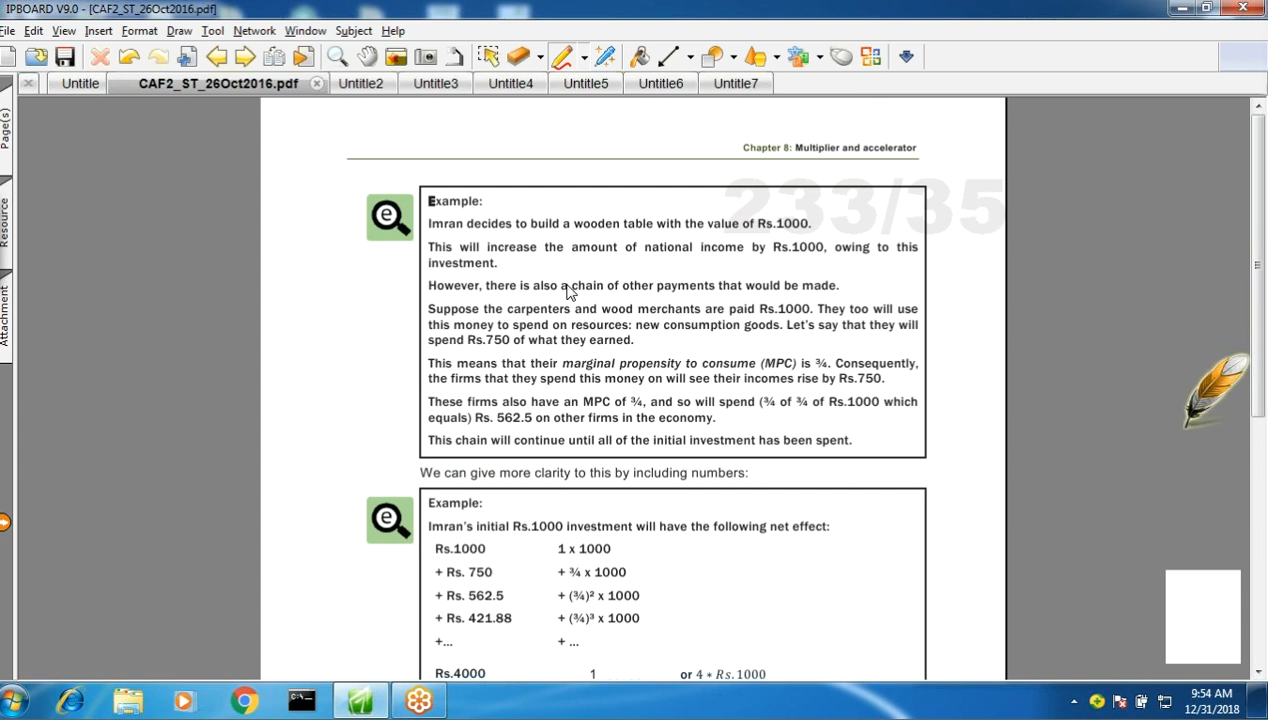 IPBOARD V9.0 - [CAF2_ST_26Oct2016.pdf]
File Edit View Insert Format Draw Tool Network Window Subject Help
Untitle CAF2_ST_26Oct2016.pdf Untitle2 Untitle3 Untitle4 Untitle5 Untitle6 Untitle7
Page(s)
Resource
Attachment
Chapter 8: Multiplier and accelerator
233/35
Example:
Imran decides to build a wooden table with the value of Rs.1000.
This will increase the amount of national income by Rs.1000, owing to this
investment.
However, there is also a chain of other payments that would be made.
Suppose the carpenters and wood merchants are paid Rs.1000. They too will use
this money to spend on resources: new consumption goods. Let's say that they will
spend Rs.750 of what they earned.
This means that their marginal propensity to consume (MPC) is ¾. Consequently,
the firms that they spend this money on will see their incomes rise by Rs.750.
These firms also have an MPC of ¾, and so will spend (¾ of ¾ of Rs.1000 which
equals) Rs. 562.5 on other firms in the economy.
This chain will continue until all of the initial investment has been spent.
We can give more clarity to this by including numbers:
Example:
Imran's initial Rs.1000 investment will have the following net effect:
Rs.1000 1 x 1000
+ Rs. 750 + ¾ x 1000
+ Rs. 562.5 + (¾)² x 1000
+ Rs. 421.88 + (¾)³ x 1000
+... + ...
Rs.4000 1 or 4 * Rs. 1000
9:54 AM
12/31/2018